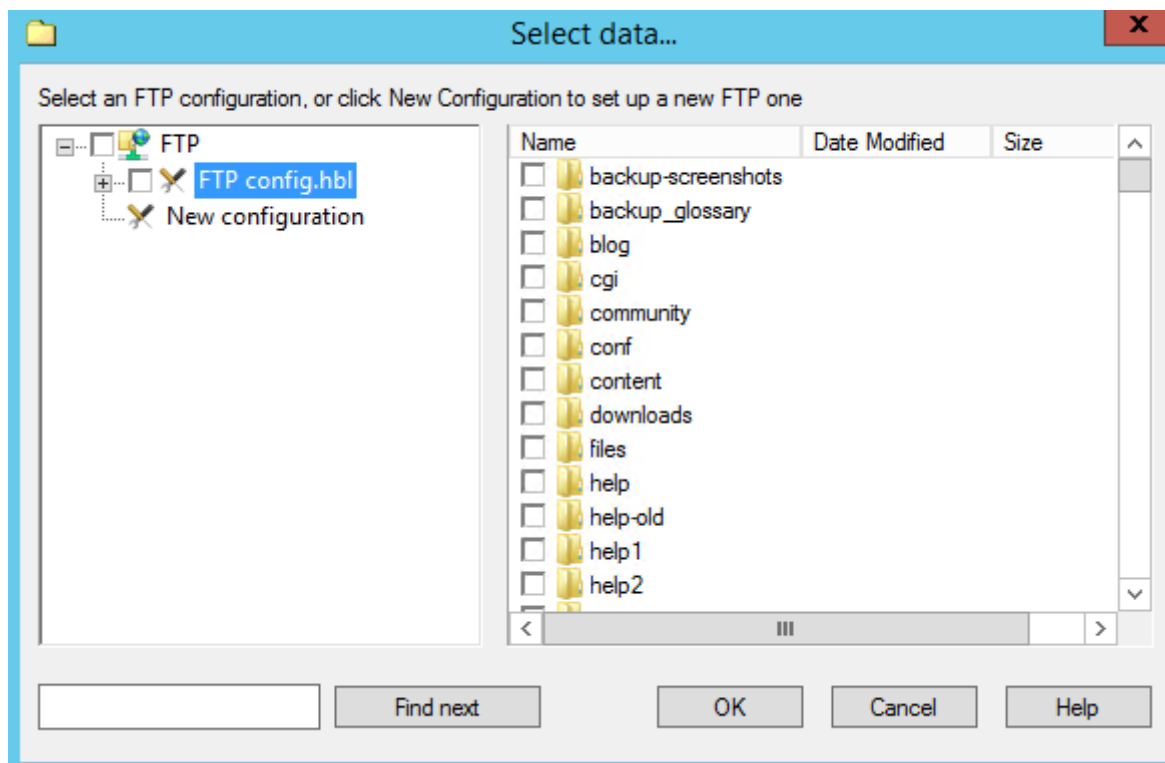 Select data...
x
Select an FTP configuration, or click New Configuration to set up a new FTP one
FTP
FTP config.hbl
New configuration
Name Date Modified Size
backup-screenshots
backup_glossary
blog
cgi
community
conf
content
downloads
files
help
help-old
help1
help2
Find next OK Cancel Help